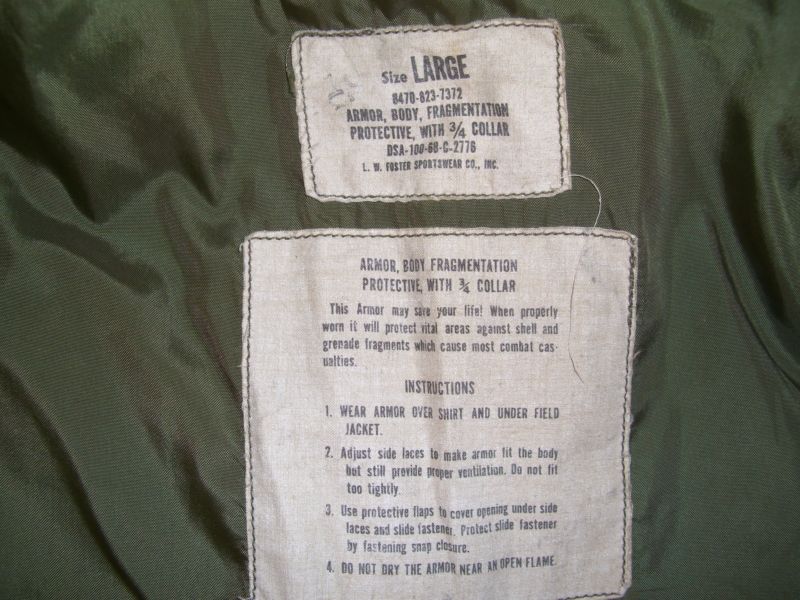 Size LARGE
8470-823-7372
ARMOR, BODY, FRAGMENTATION
PROTECTIVE, WITH 3/4 COLLAR
DSA-100-68-C-2776
L. W. FOSTER SPORTSWEAR CO., INC.
ARMOR, BODY FRAGMENTATION
PROTECTIVE, WITH 3/4 COLLAR
This Armor may save your life! When properly
worn it will protect vital areas against shell and
grenade fragments which cause most combat cas-
ualties.
INSTRUCTIONS
1. WEAR ARMOR OVER SHIRT AND UNDER FIELD
JACKET.
2. Adjust side laces to make armor fit the body
but still provide proper ventilation. Do not fit
too tightly.
3. Use protective flaps to cover opening under side
laces and slide fastener. Protect slide fastener
by fastening snap closure.
4. DO NOT DRY THE ARMOR NEAR AN OPEN FLAME.